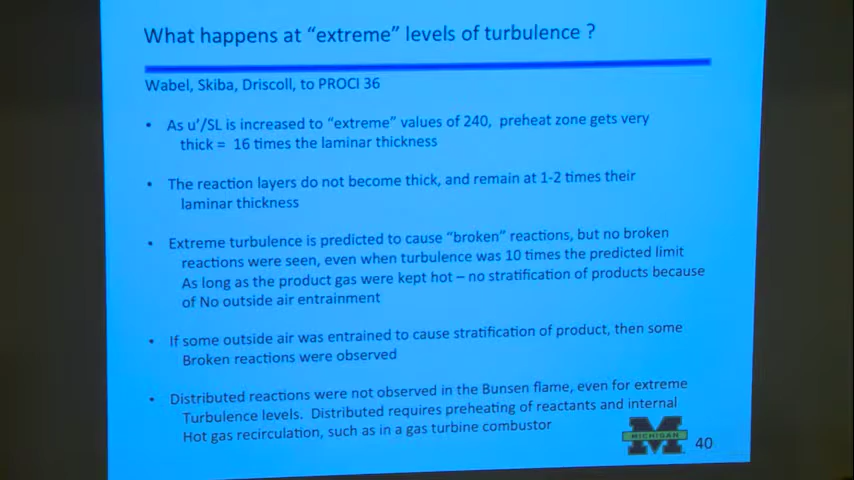 What happens at “extreme” levels of turbulence ?
Wabel, Skiba, Driscoll, to PROCI 36
• As u’/SL is increased to “extreme” values of 240, preheat zone gets very
thick = 16 times the laminar thickness
• The reaction layers do not become thick, and remain at 1-2 times their
laminar thickness
• Extreme turbulence is predicted to cause “broken” reactions, but no broken
reactions were seen, even when turbulence was 10 times the predicted limit
As long as the product gas were kept hot – no stratification of products because
of No outside air entrainment
• If some outside air was entrained to cause stratification of product, then some
Broken reactions were observed
• Distributed reactions were not observed in the Bunsen flame, even for extreme
Turbulence levels. Distributed requires preheating of reactants and internal
Hot gas recirculation, such as in a gas turbine combustor
M
MICHIGAN
40